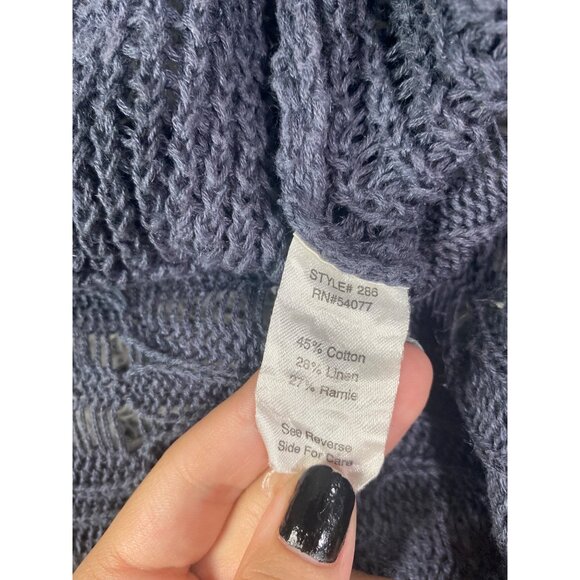 STYLE# 286
RN#54077
45% Cotton
28% Linen
27% Ramie
See Reverse
Side For Care